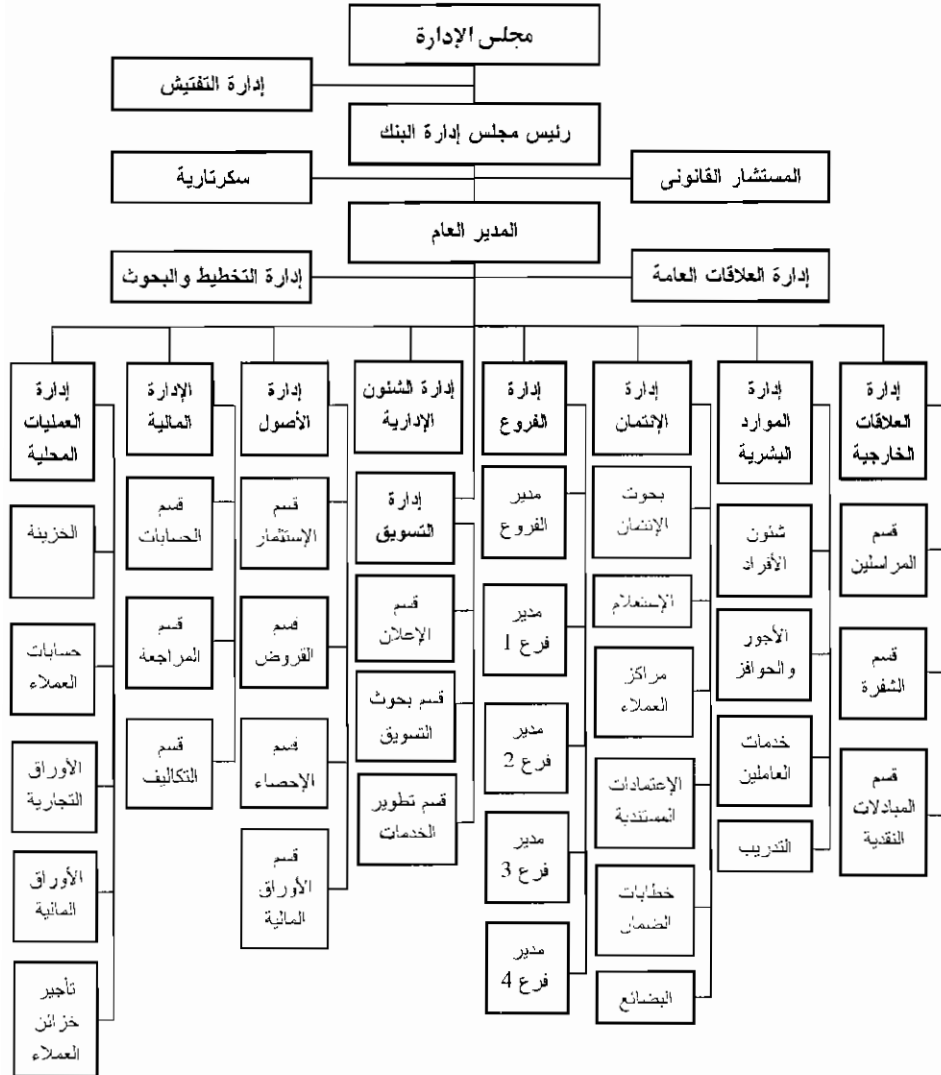 مجلس الإدارة
إدارة التفتيش
رئيس مجلس إدارة البنك
المستشار القانونى
سكرتارية
المدير العام
إدارة العلاقات العامة
إدارة التخطيط والبحوث
إدارة
العلاقات
الخارجية
قسم
المراسلين
قسم
الشفرة
قسم
المبادلات
النقدية
إدارة
الموارد
البشرية
شئون
الأفراد
الأجور
والحوافز
خدمات
العاملين
التدريب
إدارة
الإنتمان
بحوث
الإنتمان
الإستعلام
مراكز
العملاء
الإعتمادات
المستندية
خطابات
الضمان
البضائع
إدارة
الفروع
مدير
الفروع
مدير
فرع 1
مدير
فرع 2
مدير
فرع 3
مدير
فرع 4
إدارة الشئون
الإدارية
إدارة
التسويق
قسم
الإعلان
قسم بحوث
التسويق
قسم تطوير
الخدمات
إدارة
الأصول
قسم
الإستثمار
قسم
القروض
قسم
الإحصاء
قسم
الأوراق
المالية
الإدارة
المالية
قسم
الحسابات
قسم
المراجعة
قسم
التكاليف
إدارة
العمليات
المحلية
الخزينة
حسابات
العملاء
الأوراق
التجارية
الأوراق
المالية
تأجير
خزائن
العملاء